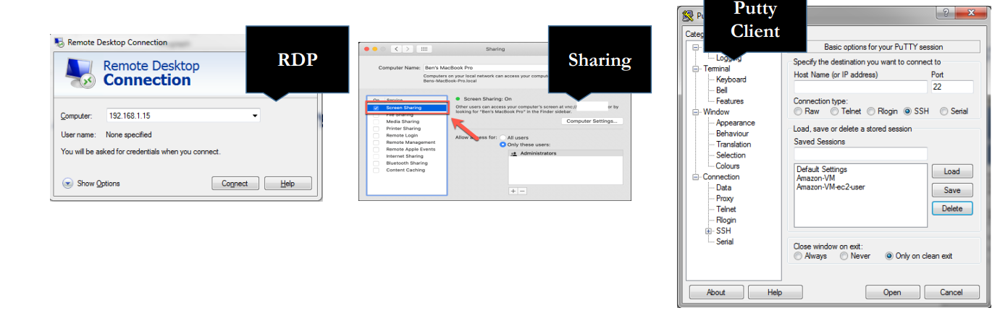 Remote Desktop Connection
RDP
Remote Desktop
Connection
Computer: 192.168.1.15
User name: None specified
You will be asked for credentials when you connect.
Show Options
Connect
Help
Sharing
Sharing
Computer Name: Ben's MacBook Pro
Computers on your local network can access your
Bens-MacBook-Pro.local
On Service
Screen Sharing
File Sharing
Media Sharing
Printer Sharing
Remote Login
Remote Management
Remote Apple Events
Internet Sharing
Bluetooth Sharing
Content Caching
Screen Sharing: On
Other users can access your computer's screen at vnc:// or by
looking for "Ben's MacBook Pro" in the Finder sidebar.
Computer Settings...
Allow access for: All users
Only these users:
Administrators
+ −
Putty
Client
? X
Basic options for your PuTTY session
Logging
Terminal
Keyboard
Bell
Features
Window
Appearance
Behaviour
Translation
Selection
Colours
Connection
Data
Proxy
Telnet
Rlogin
SSH
Serial
Specify the destination you want to connect to
Host Name (or IP address) Port
22
Connection type:
Raw Telnet Rlogin SSH Serial
Load, save or delete a stored session
Saved Sessions
Default Settings
Amazon-VM
Amazon-VM-ec2-user
Load
Save
Delete
Close window on exit:
Always Never Only on clean exit
About Help Open Cancel